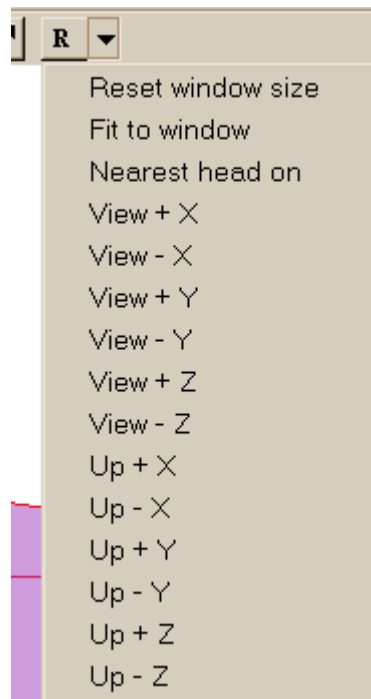 R
Reset window size
Fit to window
Nearest head on
View + X
View - X
View + Y
View - Y
View + Z
View - Z
Up + X
Up - X
Up + Y
Up - Y
Up + Z
Up - Z